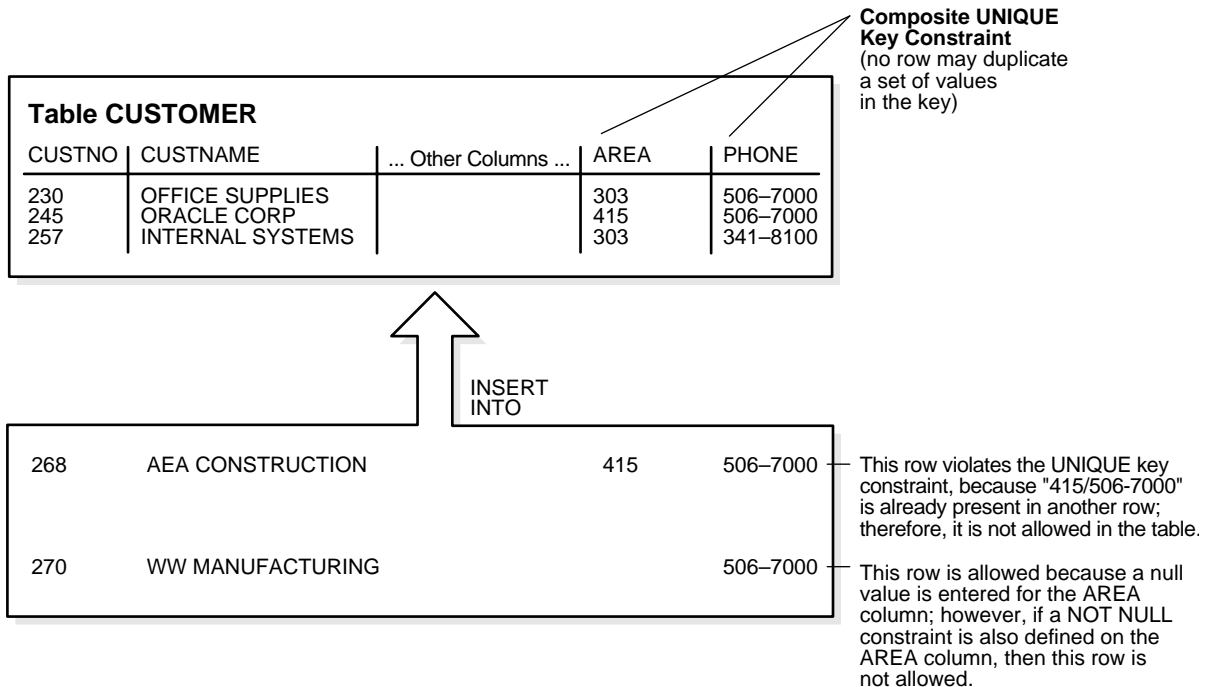 Composite UNIQUE
Key Constraint
(no row may duplicate
a set of values
in the key)
Table CUSTOMER
CUSTNO CUSTNAME ... Other Columns ... AREA PHONE
230 OFFICE SUPPLIES 303 506–7000
245 ORACLE CORP 415 506–7000
257 INTERNAL SYSTEMS 303 341–8100
INSERT
INTO
268 AEA CONSTRUCTION 415 506–7000
This row violates the UNIQUE key
constraint, because "415/506-7000"
is already present in another row;
therefore, it is not allowed in the table.
270 WW MANUFACTURING 506–7000
This row is allowed because a null
value is entered for the AREA
column; however, if a NOT NULL
constraint is also defined on the
AREA column, then this row is
not allowed.